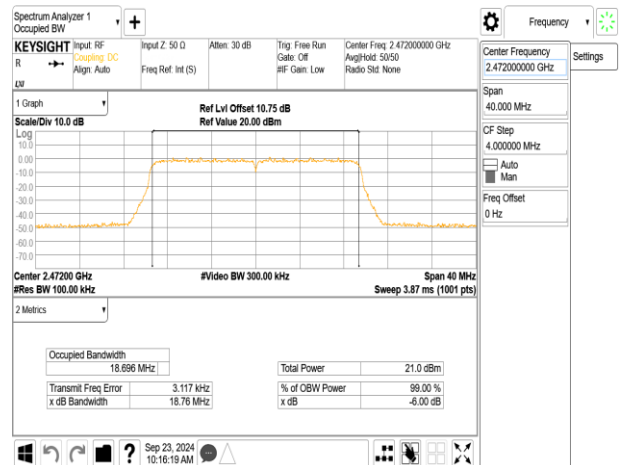 Spectrum Analyzer 1
Occupied BW
+
Frequency
KEYSIGHT
R
LXI
Input: RF
Coupling: DC
Align: Auto
Input Z: 50 Ω
Freq Ref: Int (S)
Atten: 30 dB
Trig: Free Run
Gate: Off
#IF Gain: Low
Center Freq: 2.472000000 GHz
Avg|Hold: 50/50
Radio Std: None
Center Frequency
2.472000000 GHz
Settings
Span
40.000 MHz
CF Step
4.000000 MHz
Auto
Man
Freq Offset
0 Hz
1 Graph
Scale/Div 10.0 dB
Ref Lvl Offset 10.75 dB
Ref Value 20.00 dBm
Log
10.0
0.00
-10.0
-20.0
-30.0
-40.0
-50.0
-60.0
-70.0
Center 2.47200 GHz
#Res BW 100.00 kHz
#Video BW 300.00 kHz
Span 40 MHz
Sweep 3.87 ms (1001 pts)
2 Metrics
Occupied Bandwidth
18.696 MHz
Transmit Freq Error 3.117 kHz
x dB Bandwidth 18.76 MHz
Total Power 21.0 dBm
% of OBW Power 99.00 %
x dB -6.00 dB
?
Sep 23, 2024
10:16:19 AM